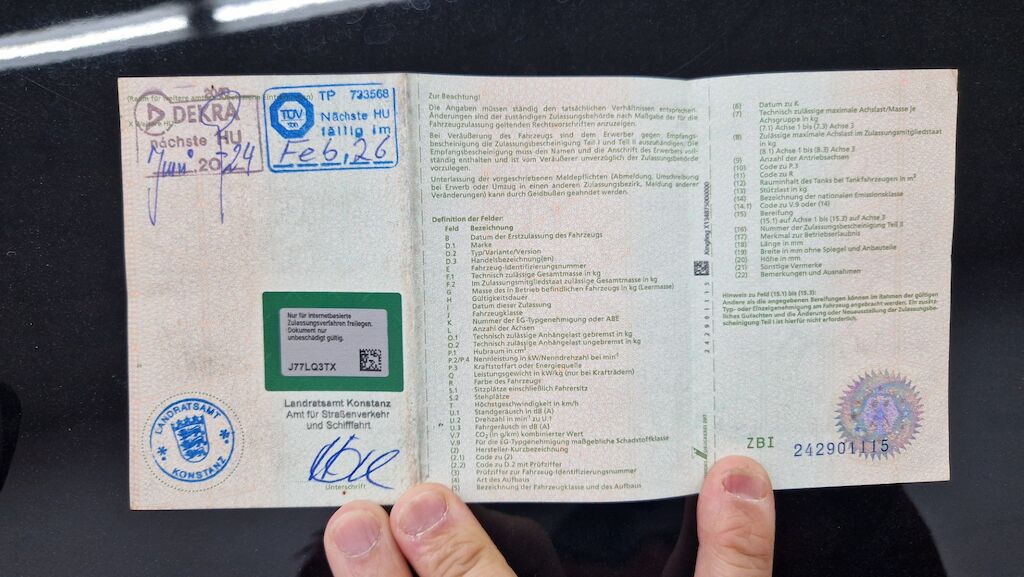 DEKRA
nächste HU
Juni 2024
TP 723568
TÜV
Nächste HU
fällig im
Feb, 26
Nur für internetbasierte
Zulassungsverfahren freilegen.
Dokument nur
unbeschädigt gültig.
J77LQ3TX
Landratsamt Konstanz
Amt für Straßenverkehr
und Schifffahrt
Unterschrift
LANDRATSAMT
KONSTANZ
Zur Beachtung!
Die Angaben müssen ständig den tatsächlichen Verhältnissen entsprechen.
Änderungen sind der zuständigen Zulassungsbehörde nach Maßgabe der für die
Fahrzeugzulassung geltenden Rechtsvorschriften anzuzeigen.
Bei Veräußerung des Fahrzeugs sind dem Erwerber gegen Empfangs-
bescheinigung die Zulassungsbescheinigung Teil I und Teil II auszuhändigen. Die
Empfangsbescheinigung muss den Namen und die Anschrift des Erwerbers voll-
ständig enthalten und ist vom Veräußerer unverzüglich der Zulassungsbehörde
vorzulegen.
Unterlassung der vorgeschriebenen Meldepflichten (Abmeldung, Umschreibung
bei Erwerb oder Umzug in einen anderen Zulassungsbezirk, Meldung anderer
Veränderungen) kann durch Geldbußen geahndet werden.
Definition der Felder:
Feld Bezeichnung
B Datum der Erstzulassung des Fahrzeugs
D.1 Marke
D.2 Typ/Variante/Version
D.3 Handelsbezeichnung(en)
E Fahrzeug-Identifizierungsnummer
F.1 Technisch zulässige Gesamtmasse in kg
F.2 Im Zulassungsmitgliedstaat zulässige Gesamtmasse in kg
G Masse des in Betrieb befindlichen Fahrzeugs in kg (Leermasse)
H Gültigkeitsdauer
I Datum dieser Zulassung
J Fahrzeugklasse
K Nummer der EG-Typgenehmigung oder ABE
L Anzahl der Achsen
O.1 Technisch zulässige Anhängelast gebremst in kg
O.2 Technisch zulässige Anhängelast ungebremst in kg
P.1 Hubraum in cm³
P.2/P.4 Nennleistung in kW/Nenndrehzahl bei min⁻¹
P.3 Kraftstoffart oder Energiequelle
Q Leistungsgewicht in kW/kg (nur bei Krafträdern)
R Farbe des Fahrzeugs
S.1 Sitzplätze einschließlich Fahrersitz
S.2 Stehplätze
T Höchstgeschwindigkeit in km/h
U.1 Standgeräusch in dB (A)
U.2 Drehzahl in min⁻¹ zu U.1
U.3 Fahrgeräusch in dB (A)
V.7 CO₂ (in g/km) kombinierter Wert
V.9 Für die EG-Typgenehmigung maßgebliche Schadstoffklasse
(2) Hersteller-Kurzbezeichnung
(2.1) Code zu (2)
(2.2) Code zu D.2 mit Prüfziffer
(3) Prüfziffer zur Fahrzeug-Identifizierungsnummer
(4) Art des Aufbaus
(5) Bezeichnung der Fahrzeugklasse und des Aufbaus
242901115
(6) Datum zu K
(7) Technisch zulässige maximale Achslast/Masse je
Achsgruppe in kg
(7.1) Achse 1 bis (7.3) Achse 3
(8) Zulässige maximale Achslast im Zulassungsmitgliedstaat
in kg
(8.1) Achse 1 bis (8.3) Achse 3
(9) Anzahl der Antriebsachsen
(10) Code zu P.3
(11) Code zu R
(12) Rauminhalt des Tanks bei Tankfahrzeugen in m³
(13) Stützlast in kg
(14) Bezeichnung der nationalen Emissionsklasse
(14.1) Code zu V.9 oder (14)
(15) Bereifung
(15.1) auf Achse 1 bis (15.3) auf Achse 3
(16) Nummer der Zulassungsbescheinigung Teil II
(17) Merkmal zur Betriebserlaubnis
(18) Länge in mm
(19) Breite in mm ohne Spiegel und Anbauteile
(20) Höhe in mm
(21) Sonstige Vermerke
(22) Bemerkungen und Ausnahmen
Hinweis zu Feld (15.1) bis (15.3):
Andere als die angegebenen Bereifungen können im Rahmen der gültigen
Typ- oder Einzelgenehmigung am Fahrzeug angebracht werden. Ein zusätz-
liches Gutachten und die Änderung oder Neuausstellung der Zulassungsbe-
scheinigung Teil I ist hierfür nicht erforderlich.
ZBI 242901115